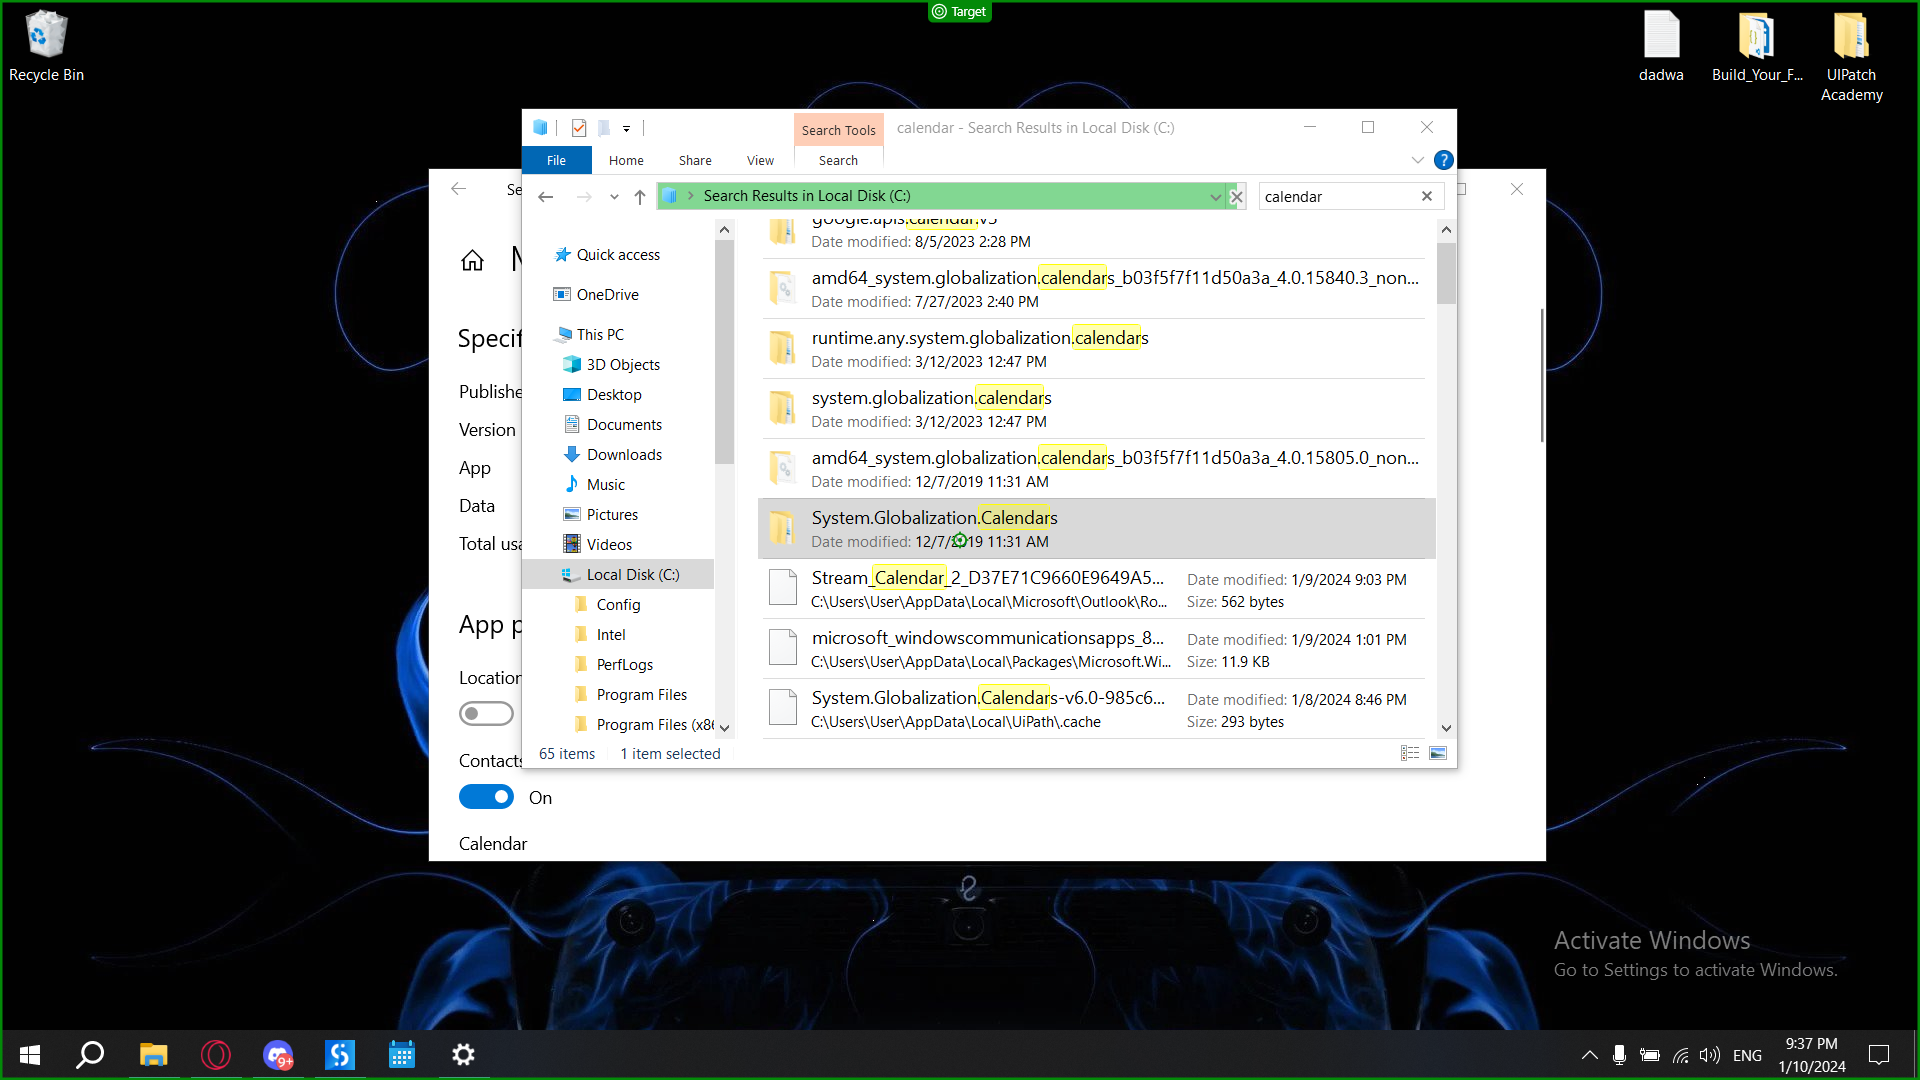 Target
Recycle Bin
dadwa
Build_Your_F...
UIPatch
Academy
Search Tools
calendar - Search Results in Local Disk (C:)
File
Home
Share
View
Search
Search Results in Local Disk (C:)
calendar
Se
Quick access
OneDrive
This PC
3D Objects
Desktop
Documents
Downloads
Music
Pictures
Videos
Local Disk (C:)
Config
Intel
PerfLogs
Program Files
Program Files (x86
google.apis.calendar.v3
Date modified: 8/5/2023 2:28 PM
amd64_system.globalization.calendars_b03f5f7f11d50a3a_4.0.15840.3_non...
Date modified: 7/27/2023 2:40 PM
runtime.any.system.globalization.calendars
Date modified: 3/12/2023 12:47 PM
system.globalization.calendars
Date modified: 3/12/2023 12:47 PM
amd64_system.globalization.calendars_b03f5f7f11d50a3a_4.0.15805.0_non...
Date modified: 12/7/2019 11:31 AM
System.Globalization.Calendars
Date modified: 12/7/2019 11:31 AM
Stream_Calendar_2_D37E71C9660E9649A5...
Date modified: 1/9/2024 9:03 PM
C:\Users\User\AppData\Local\Microsoft\Outlook\Ro...
Size: 562 bytes
microsoft_windowscommunicationsapps_8...
Date modified: 1/9/2024 1:01 PM
C:\Users\User\AppData\Local\Packages\Microsoft.Wi...
Size: 11.9 KB
System.Globalization.Calendars-v6.0-985c6...
Date modified: 1/8/2024 8:46 PM
C:\Users\User\AppData\Local\UiPath\.cache
Size: 293 bytes
65 items
1 item selected
M
Specif
Publishe
Version
App
Data
Total usa
App p
Location
Contacts
On
Calendar
Activate Windows
Go to Settings to activate Windows.
9+
ENG
9:37 PM
1/10/2024